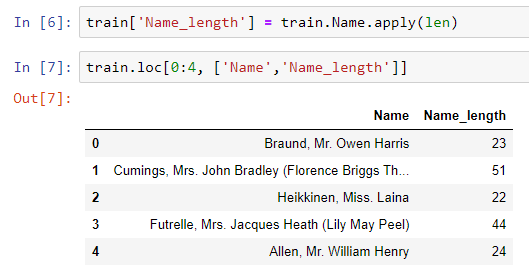 In [6]: train['Name_length'] = train.Name.apply(len)
In [7]: train.loc[0:4, ['Name','Name_length']]
Out[7]:
Name Name_length
0 Braund, Mr. Owen Harris 23
1 Cumings, Mrs. John Bradley (Florence Briggs Th... 51
2 Heikkinen, Miss. Laina 22
3 Futrelle, Mrs. Jacques Heath (Lily May Peel) 44
4 Allen, Mr. William Henry 24